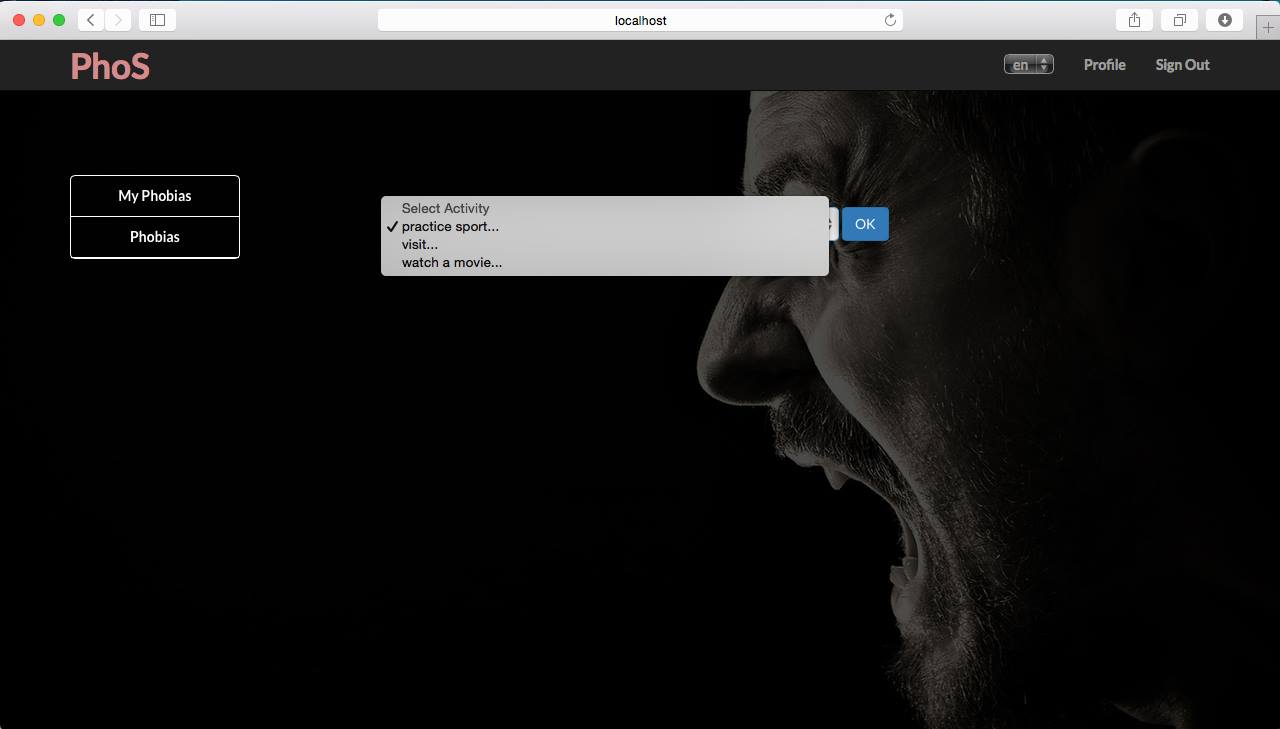 localhost
PhoS
en
Profile
Sign Out
My Phobias
Phobias
Select Activity
practice sport...
visit...
watch a movie...
OK